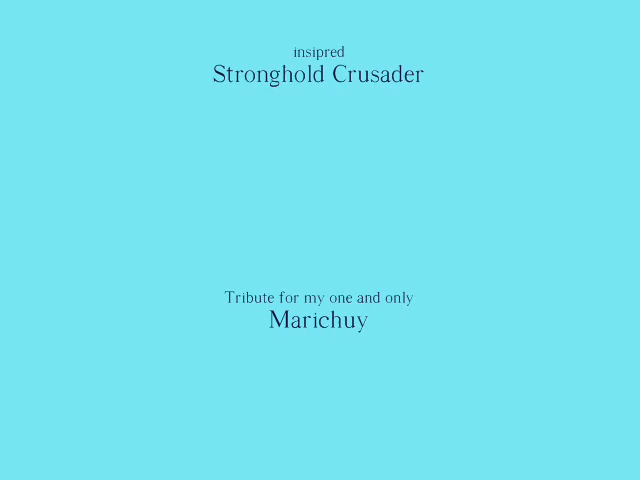 insipred
Stronghold Crusader
Tribute for my one and only
Marichuy